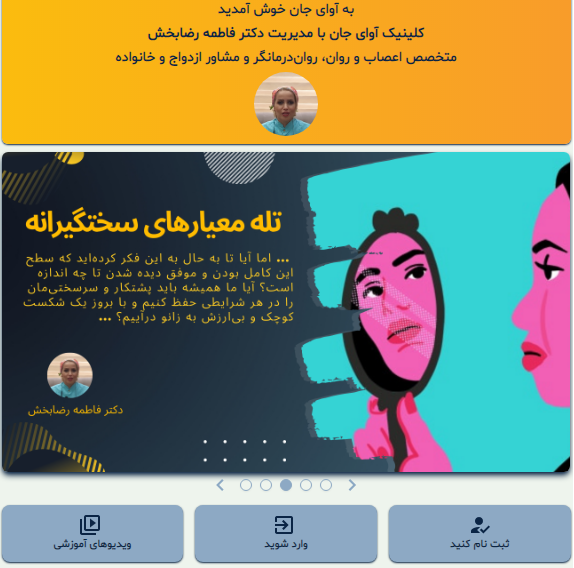 به آوای جان خوش آمدید
کلینیک آوای جان با مدیریت دکتر فاطمه رضابخش
متخصص اعصاب و روان، روان‌درمانگر و مشاور ازدواج و خانواده
تله معیارهای سختگیرانه
... اما آیا تا به حال به این فکر کرده‌اید که سطح
این کامل بودن و موفق دیده شدن تا چه اندازه
است؟ آیا ما همیشه باید پشتکار و سرسختی‌مان
را در هر شرایطی حفظ کنیم و با بروز یک شکست
کوچک و بی‌ارزش به زانو درآییم؟ ...
دکتر فاطمه رضابخش
ثبت نام کنید
وارد شوید
ویدیوهای آموزشی